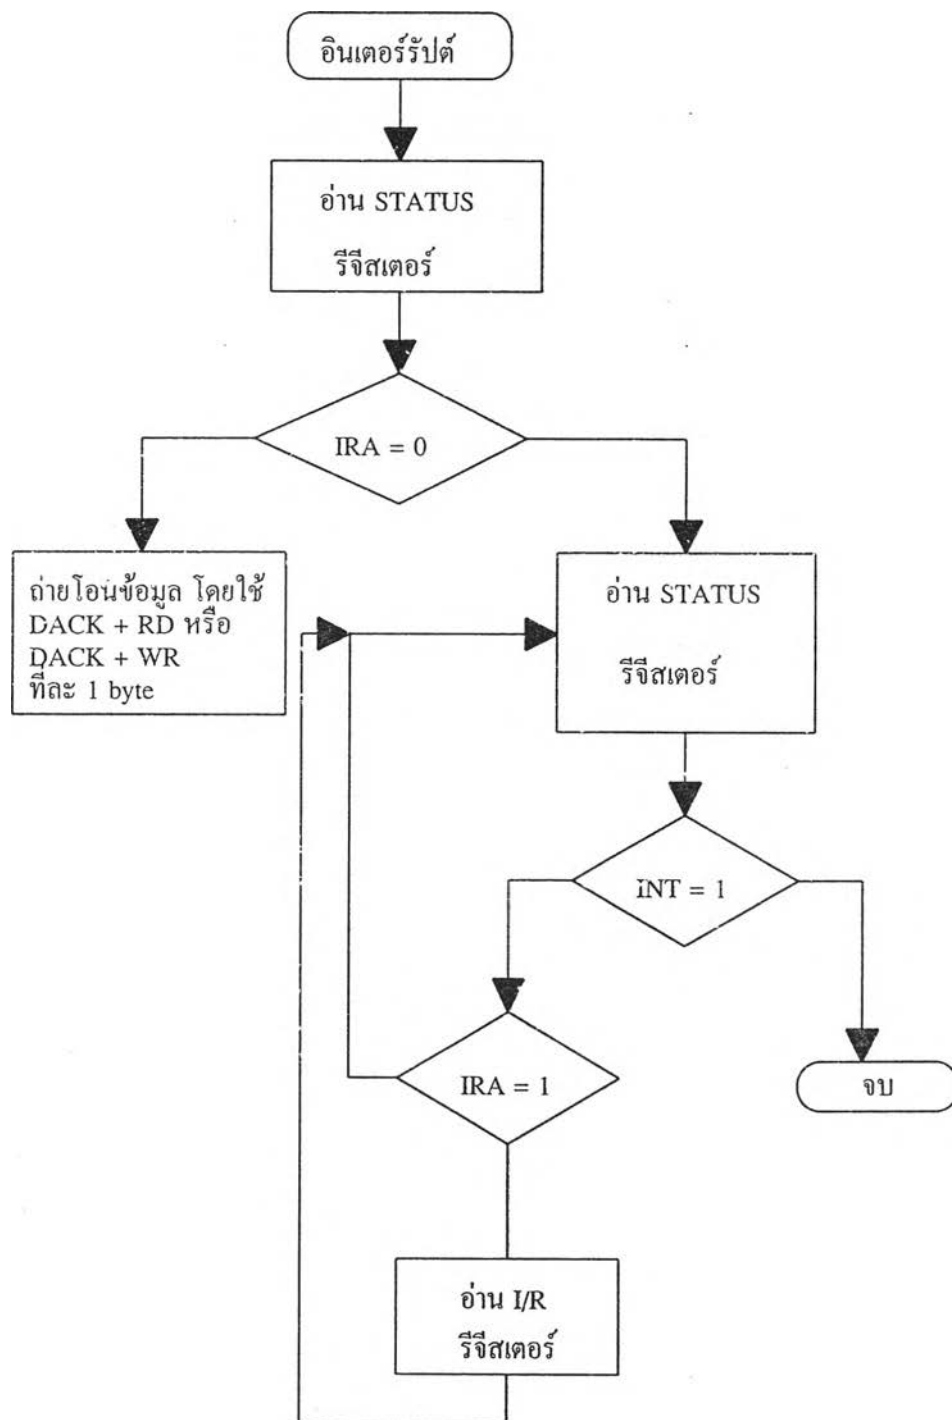 อินเตอร์รัปต์
อ่าน STATUS
รีจีสเตอร์
IRA = 0
ถ่ายโอนข้อมูล โดยใช้
DACK + RD หรือ
DACK + WR
ทีละ 1 byte
อ่าน STATUS
รีจีสเตอร์
INT = 1
IRA = 1
จบ
อ่าน I/R
รีจีสเตอร์